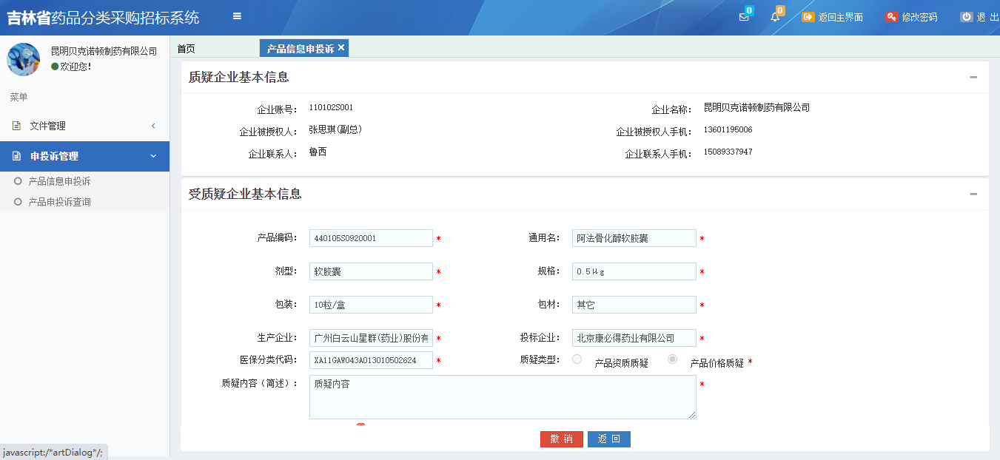 吉林省药品分类采购招标系统
0
0
返回主界面
修改密码
退 出
昆明贝克诺顿制药有限公司
欢迎您!
首页
产品信息申投诉 ×
菜单
文件管理
申投诉管理
产品信息申投诉
产品申投诉查询
质疑企业基本信息
企业账号: 110102S001
企业名称: 昆明贝克诺顿制药有限公司
企业被授权人: 张思琪(副总)
企业被授权人手机: 13601195006
企业联系人: 鲁西
企业联系人手机: 15089337947
受质疑企业基本信息
产品编码: 440105S0920001 *
通用名: 阿法骨化醇软胶囊 *
剂型: 软胶囊 *
规格: 0.5μg *
包装: 10粒/盒 *
包材: 其它 *
生产企业: 广州白云山星群(药业)股份有 *
投标企业: 北京康必得药业有限公司 *
医保分类代码: XA11GAW043A013010502624 *
质疑类型: 产品资质质疑 产品价格质疑 *
质疑内容（简述）: 质疑内容 *
撤 销
返 回
javascript:/*artDialog*/;